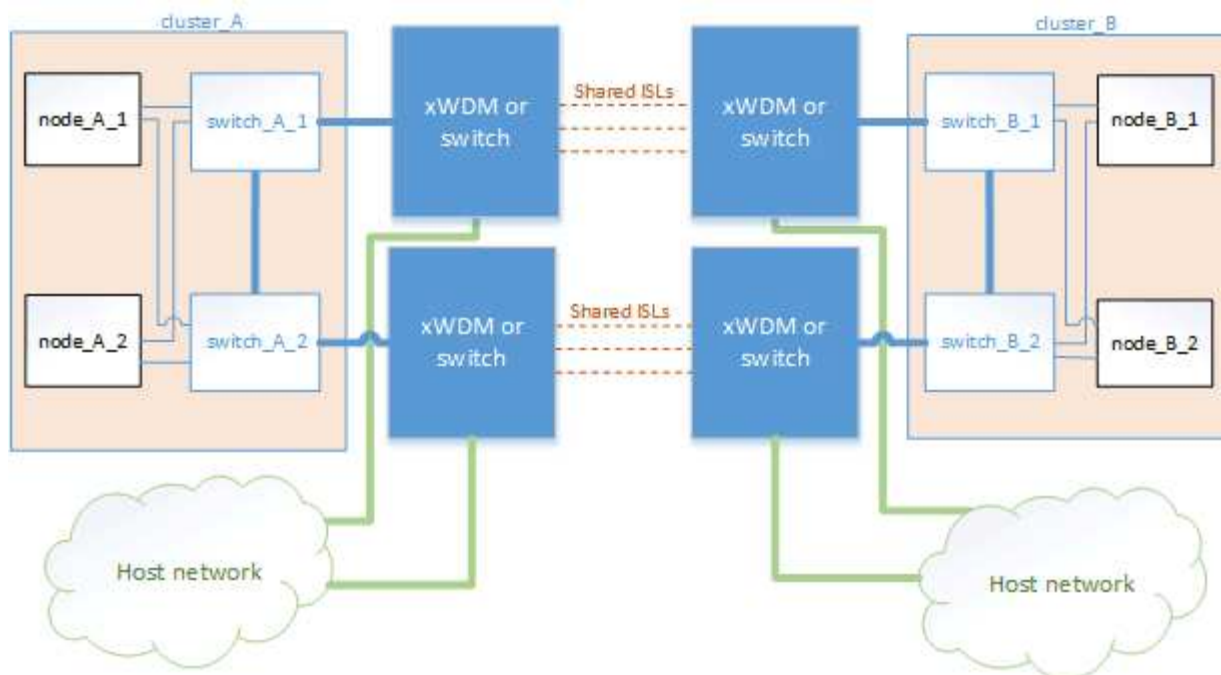 cluster_A
cluster_B
node_A_1
switch_A_1
xWDM or
switch
Shared ISLs
xWDM or
switch
switch_B_1
node_B_1
node_A_2
switch_A_2
xWDM or
switch
Shared ISLs
xWDM or
switch
switch_B_2
node_B_2
Host network
Host network